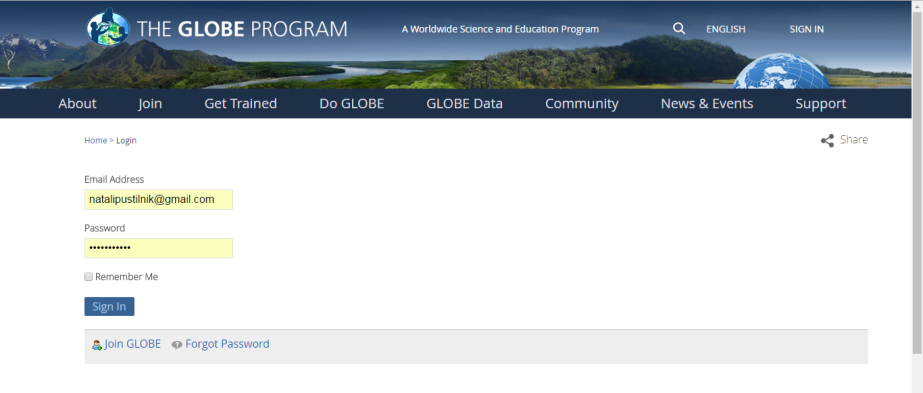 THE GLOBE PROGRAM A Worldwide Science and Education Program ENGLISH SIGN IN
About Join Get Trained Do GLOBE GLOBE Data Community News & Events Support
Home > Login Share
Email Address
natalipustilnik@gmail.com
Password
•••••••••••
Remember Me
Sign In
Join GLOBE Forgot Password